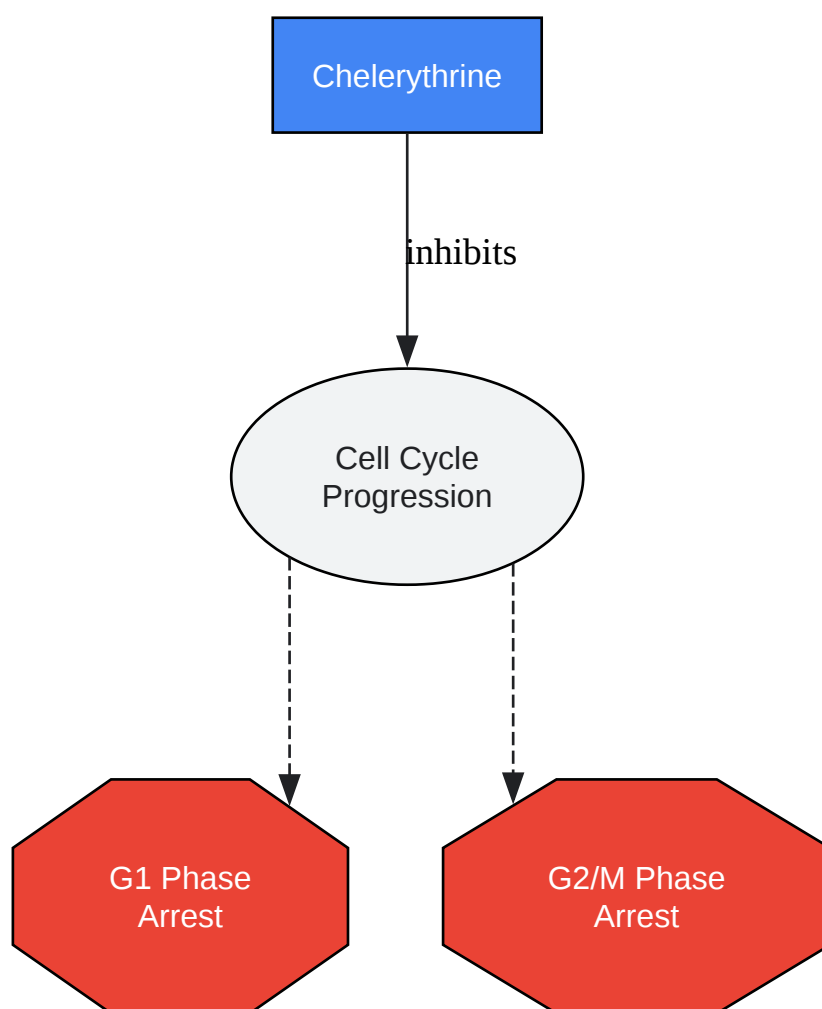 Chelerythrine
inhibits
Cell Cycle
Progression
G1 Phase
Arrest
G2/M Phase
Arrest